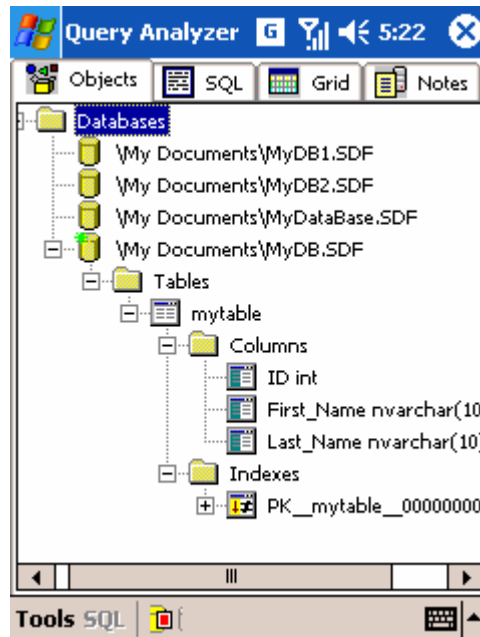 Query Analyzer G 5:22
Objects SQL Grid Notes
Databases
\My Documents\MyDB1.SDF
\My Documents\MyDB2.SDF
\My Documents\MyDataBase.SDF
\My Documents\MyDB.SDF
Tables
mytable
Columns
ID int
First_Name nvarchar(10
Last_Name nvarchar(10)
Indexes
PK__mytable__00000000
Tools SQL